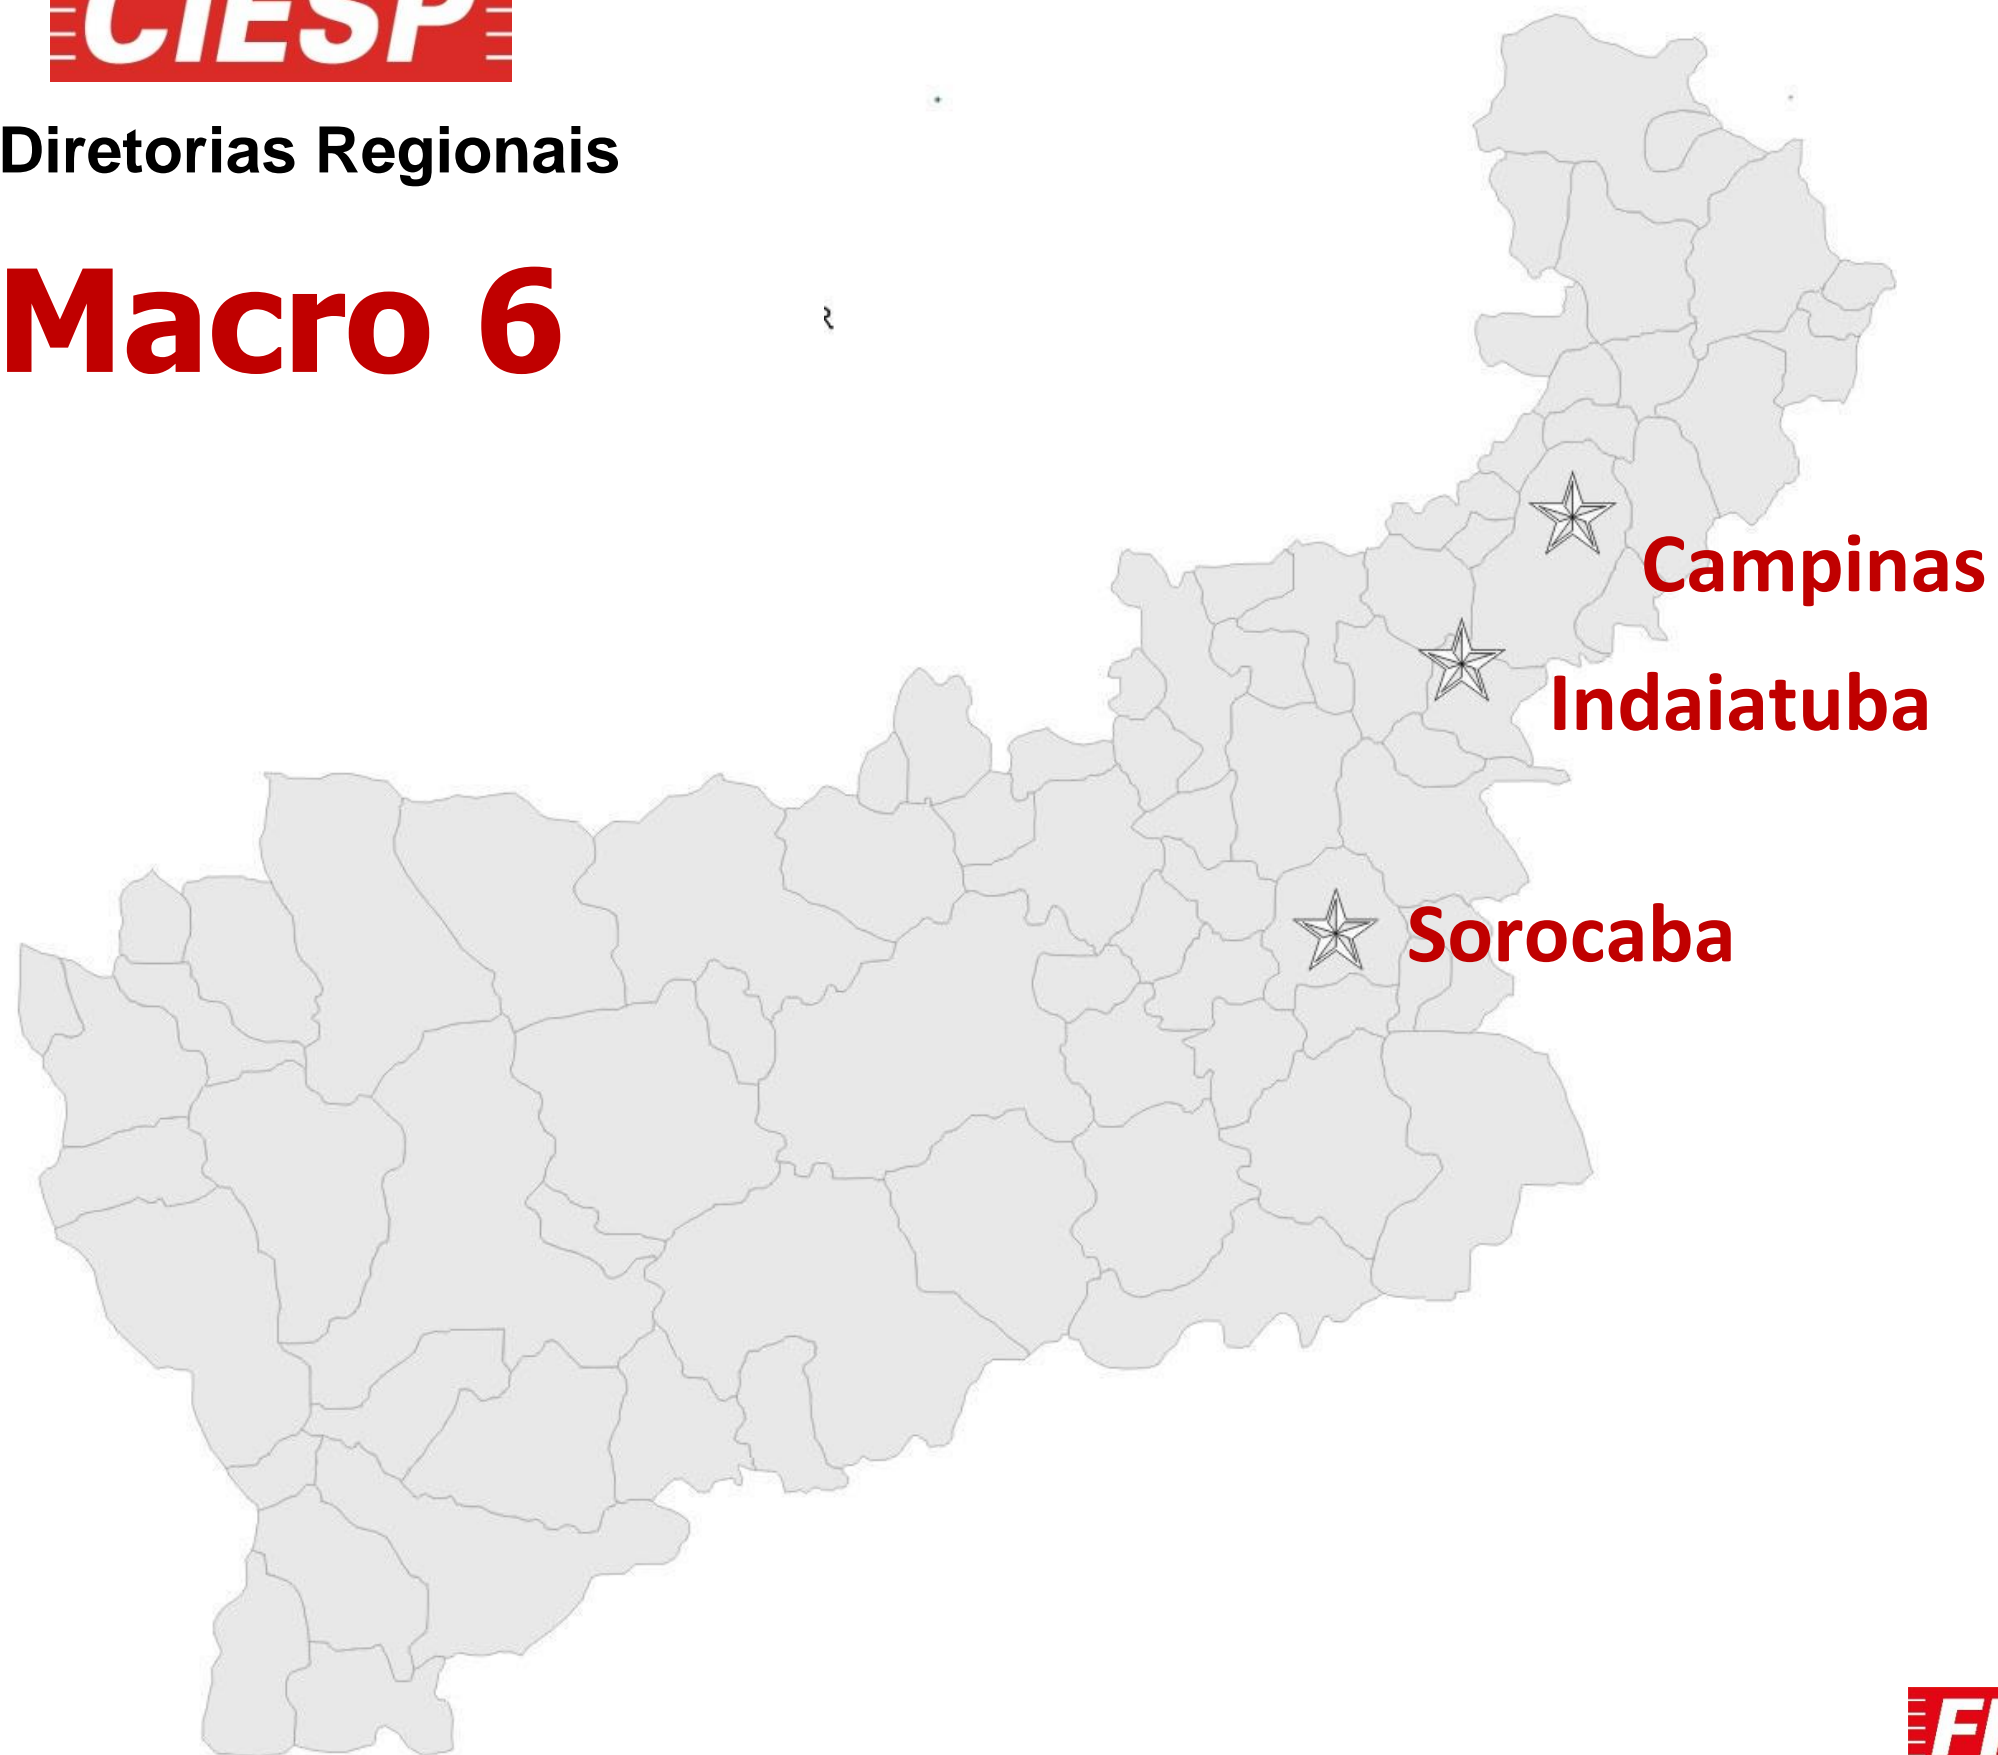 CIESP
Diretorias Regionais
Macro 6
R
Campinas
Indaiatuba
Sorocaba